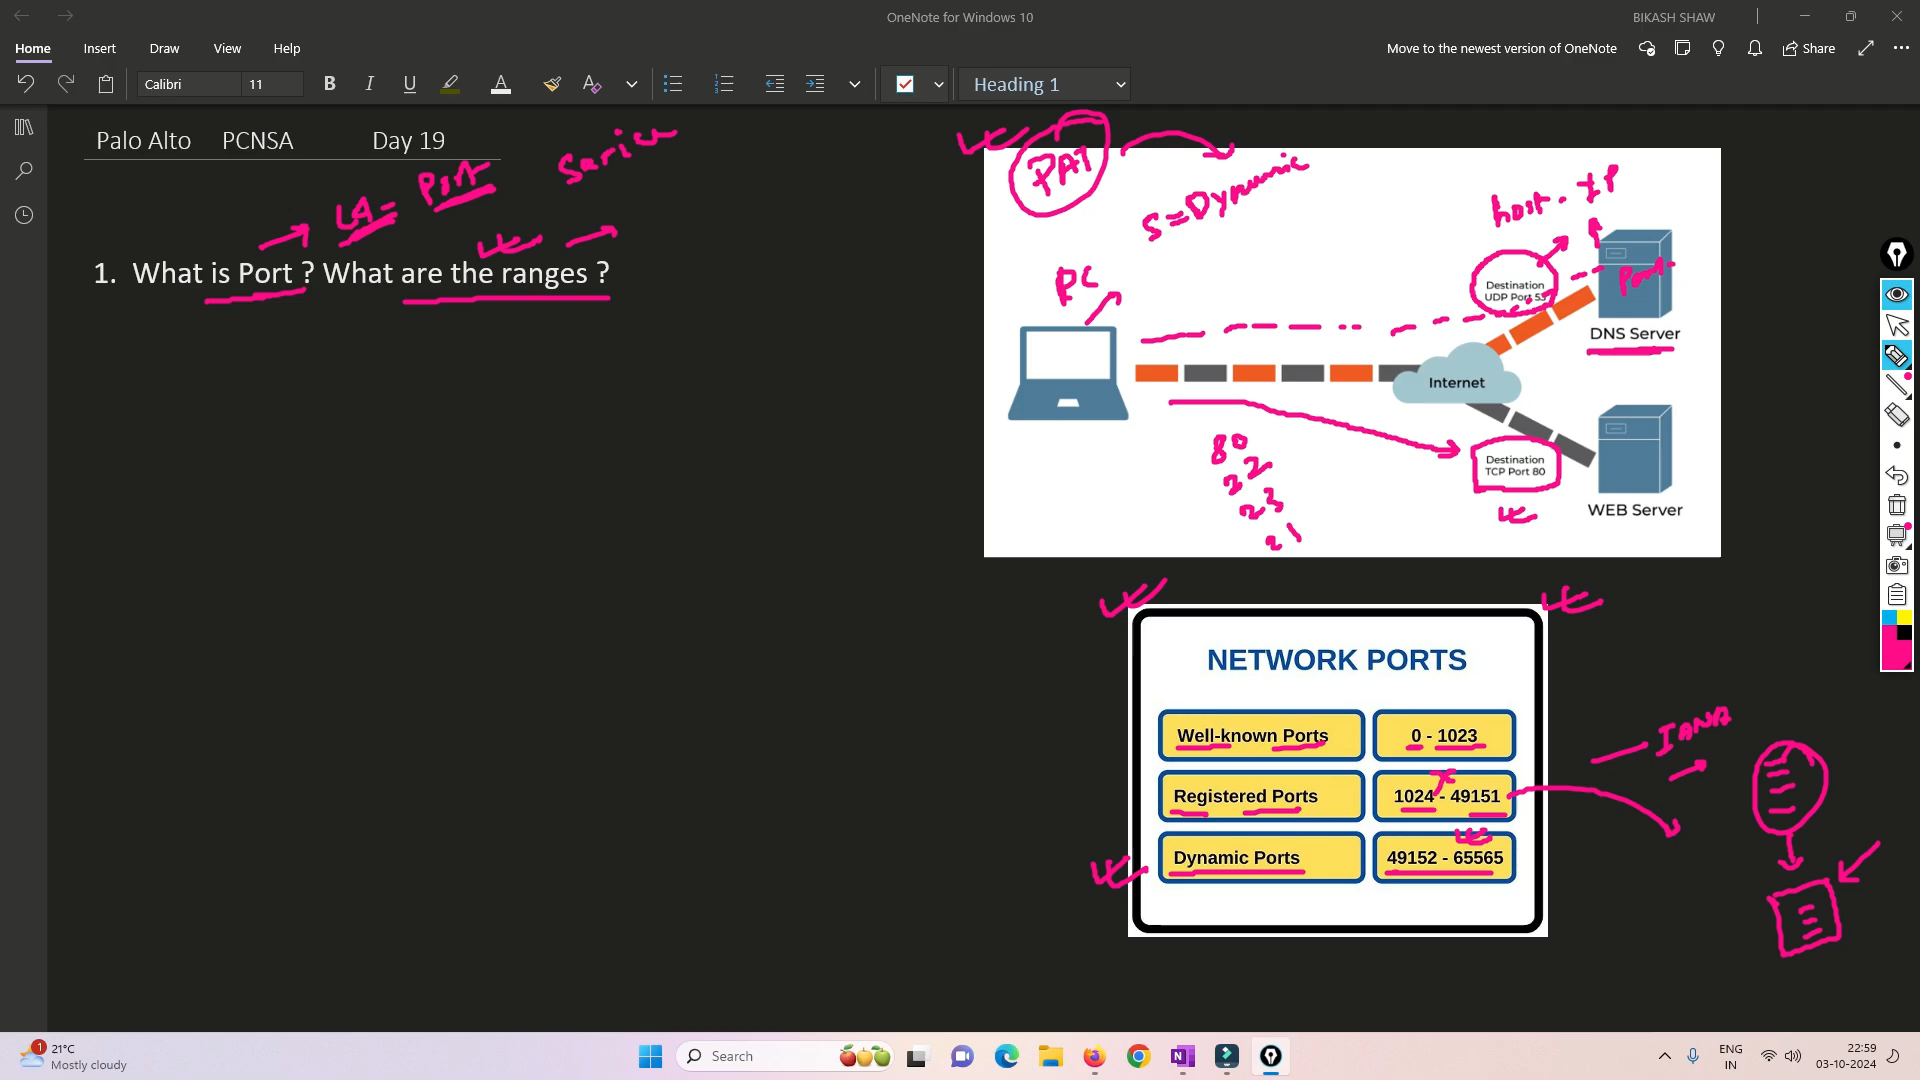 OneNote for Windows 10
BIKASH SHAW
Home Insert Draw View Help
Move to the newest version of OneNote
Share
Calibri 11 B I U A A Heading 1
Palo Alto PCNSA Day 19
Port
1. What is Port ? What are the ranges ?
PAT
S=Dynamic
host - IP
PC
Destination
UDP Port 53
Port
DNS Server
Internet
80
22
23
21
Destination
TCP Port 80
WEB Server
NETWORK PORTS
Well-known Ports 0 - 1023
IANA
Registered Ports 1024 - 49151
Dynamic Ports 49152 - 65565
1
21°C
Mostly cloudy
Search
N
ENG
IN
22:59
03-10-2024